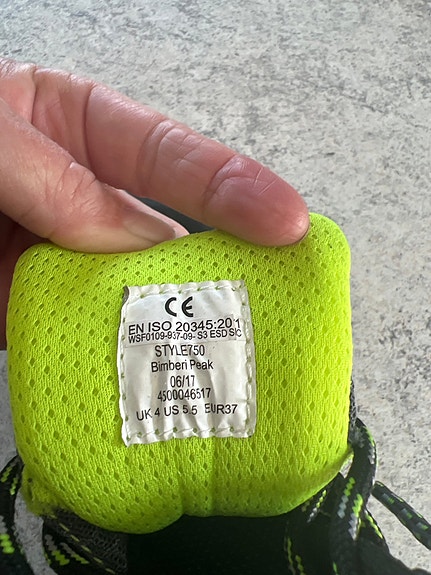 CE
EN ISO 20345:201
WSF0109-937-09- S3 ESD SIC
STYLE750
Bimberi Peak
06/17
4500046517
UK 4 US 5.5 EUR37